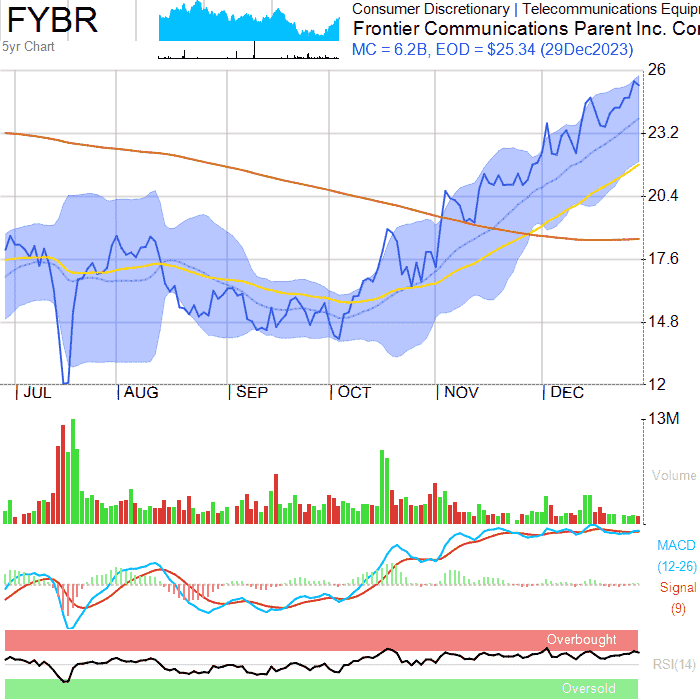 FYBR
5yr Chart
Consumer Discretionary | Telecommunications Equip
Frontier Communications Parent Inc. Co
MC = 6.2B, EOD = $25.34 (29Dec2023)
26
23.2
20.4
17.6
14.8
12
JUL AUG SEP OCT NOV DEC
13M
Volume
MACD
(12-26)
Signal
(9)
Overbought
RSI(14)
Oversold